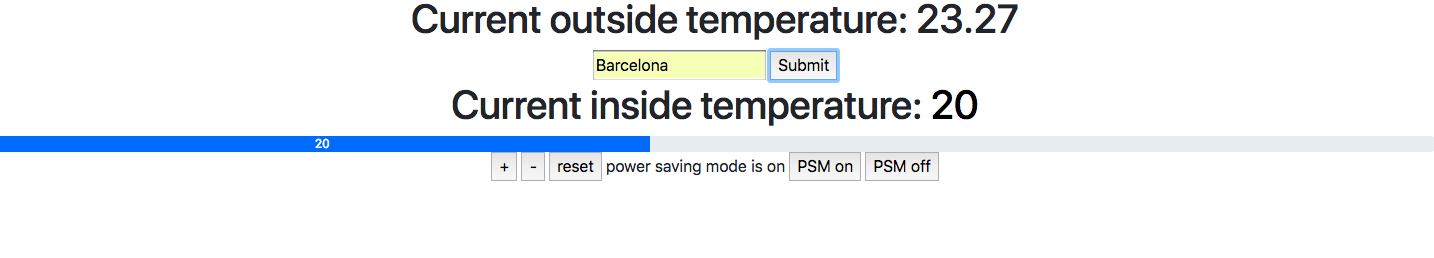 Current outside temperature: 23.27
Barcelona Submit
Current inside temperature: 20
20
+ - reset power saving mode is on PSM on PSM off